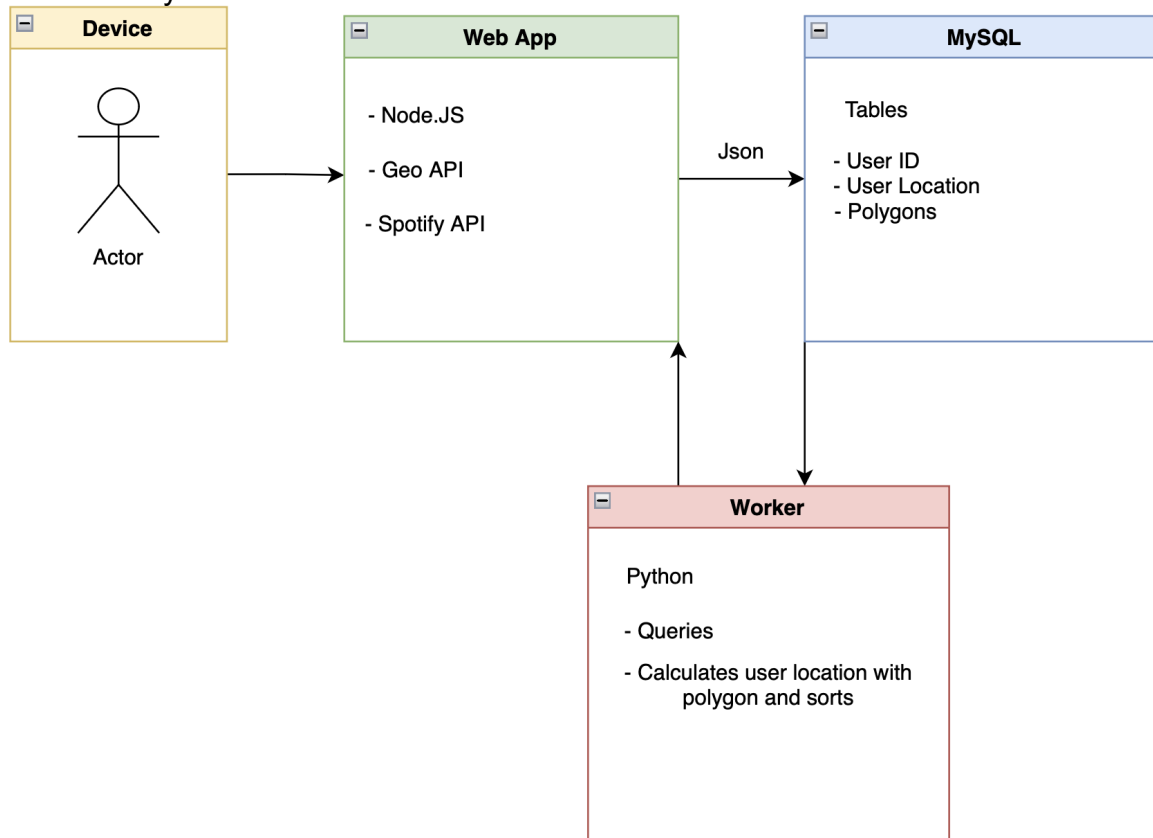 Device
Actor
Web App
- Node.JS
- Geo API
- Spotify API
Json
MySQL
Tables
- User ID
- User Location
- Polygons
Worker
Python
- Queries
- Calculates user location with
polygon and sorts